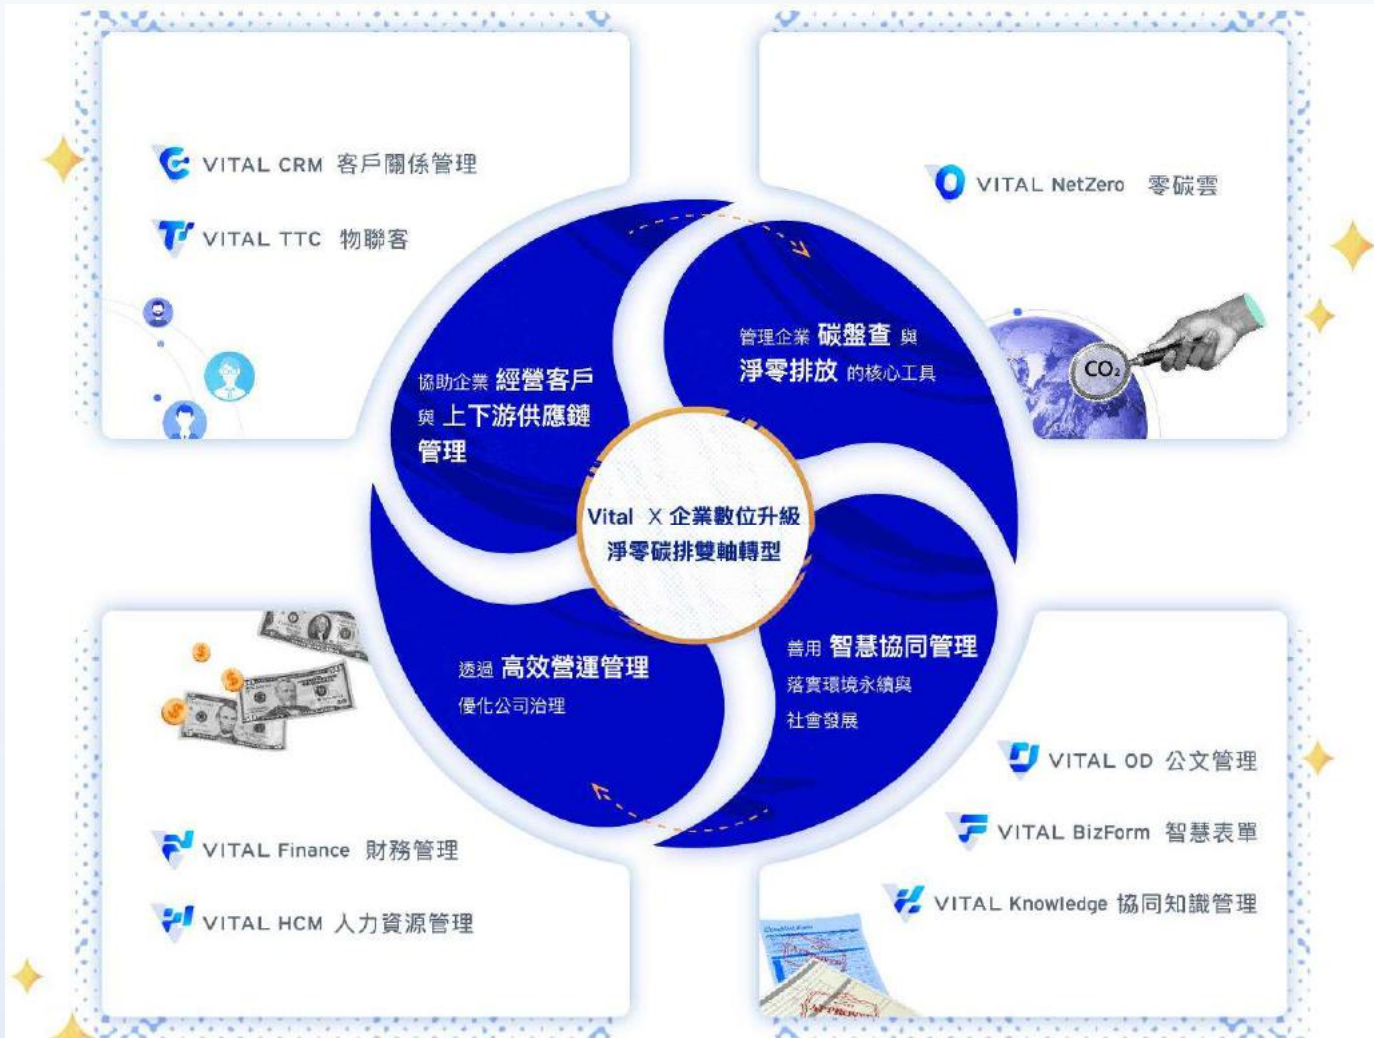 VITAL CRM 客戶關係管理
VITAL TTC 物聯客
協助企業 經營客戶
與 上下游供應鏈
管理
VITAL NetZero 零碳雲
管理企業 碳盤查 與
淨零排放 的核心工具
CO₂
Vital X 企業數位升級
淨零碳排雙軸轉型
透過 高效營運管理
優化公司治理
VITAL Finance 財務管理
VITAL HCM 人力資源管理
善用 智慧協同管理
落實環境永續與
社會發展
VITAL OD 公文管理
VITAL BizForm 智慧表單
VITAL Knowledge 協同知識管理
APPROVED